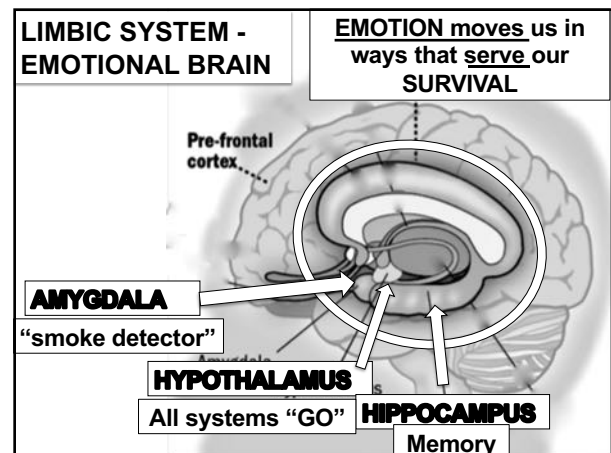 LIMBIC SYSTEM -
EMOTIONAL BRAIN
EMOTION moves us in
ways that serve our
SURVIVAL
Pre-frontal
cortex
AMYGDALA
“smoke detector”
Amygdala
HYPOTHALAMUS
All systems “GO”
HIPPOCAMPUS
Memory